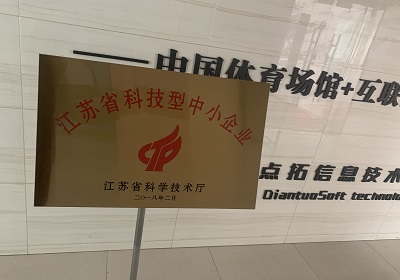 ——中国体育场馆+互联
江苏省科技型中小企业
江苏省科学技术厅
二〇一八年二月
点拓信息技术
DiantuoSoft technolo